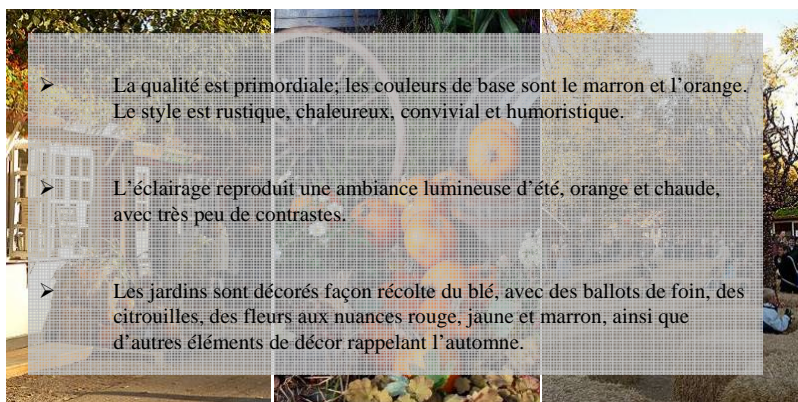 ➢ La qualité est primordiale; les couleurs de base sont le marron et l’orange.
Le style est rustique, chaleureux, convivial et humoristique.
➢ L’éclairage reproduit une ambiance lumineuse d’été, orange et chaude,
avec très peu de contrastes.
➢ Les jardins sont décorés façon récolte du blé, avec des ballots de foin, des
citrouilles, des fleurs aux nuances rouge, jaune et marron, ainsi que
d’autres éléments de décor rappelant l’automne.